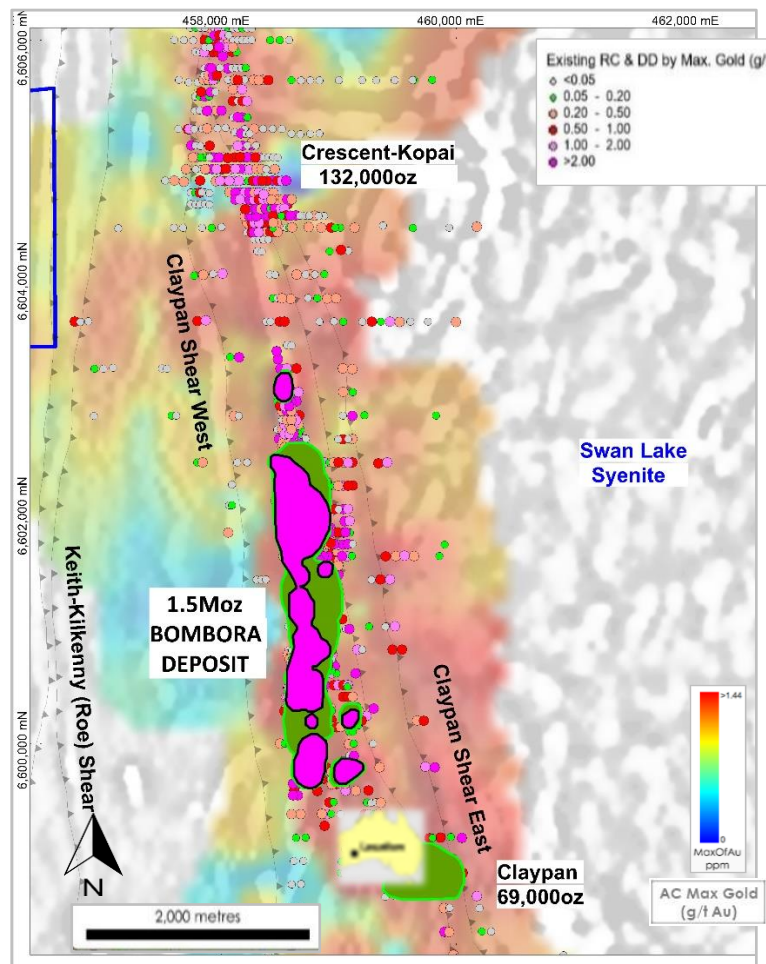 458,000 mE
460,000 mE
462,000 mE
6,606,000 mN
6,604,000 mN
6,602,000 mN
6,600,000 mN
Existing RC & DD by Max. Gold (g/
<0.05
0.05 - 0.20
0.20 - 0.50
0.50 - 1.00
1.00 - 2.00
>2.00
Crescent-Kopai
132,000oz
Claypan Shear West
Swan Lake
Syenite
1.5Moz
BOMBORA
DEPOSIT
Keith-Kilkenny (Roe) Shear
Claypan Shear East
Claypan
69,000oz
N
2,000 metres
>1.44
0
MaxOfAu
ppm
AC Max Gold
(g/t Au)